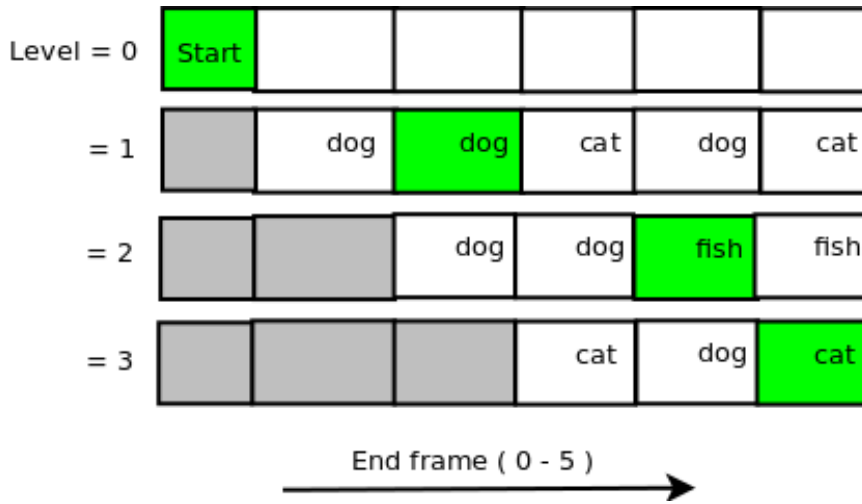 Level = 0 Start
= 1 dog dog cat dog cat
= 2 dog dog fish fish
= 3 cat dog cat
End frame ( 0 - 5 )